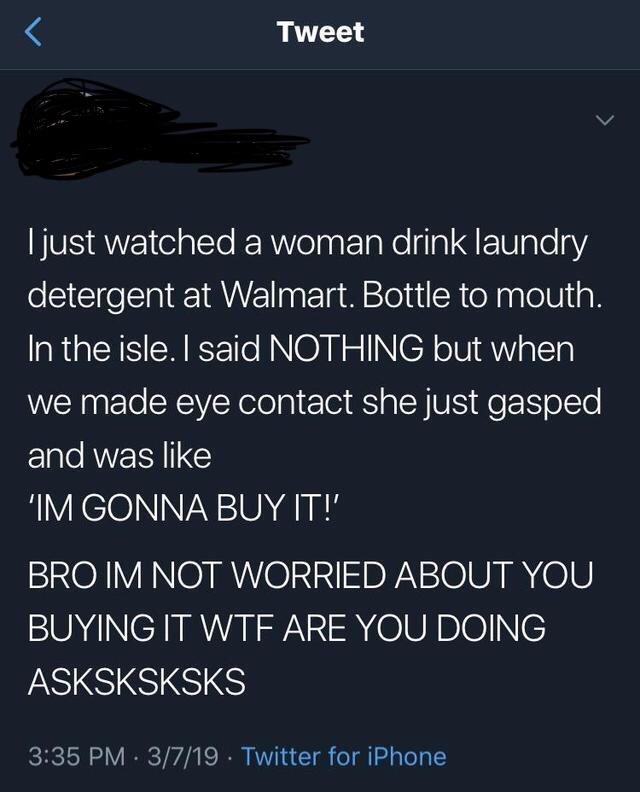 Tweet
I just watched a woman drink laundry
detergent at Walmart. Bottle to mouth.
In the isle. I said NOTHING but when
we made eye contact she just gasped
and was like
‘IM GONNA BUY IT!’
BRO IM NOT WORRIED ABOUT YOU
BUYING IT WTF ARE YOU DOING
ASKSKSKSKS
3:35 PM · 3/7/19 · Twitter for iPhone